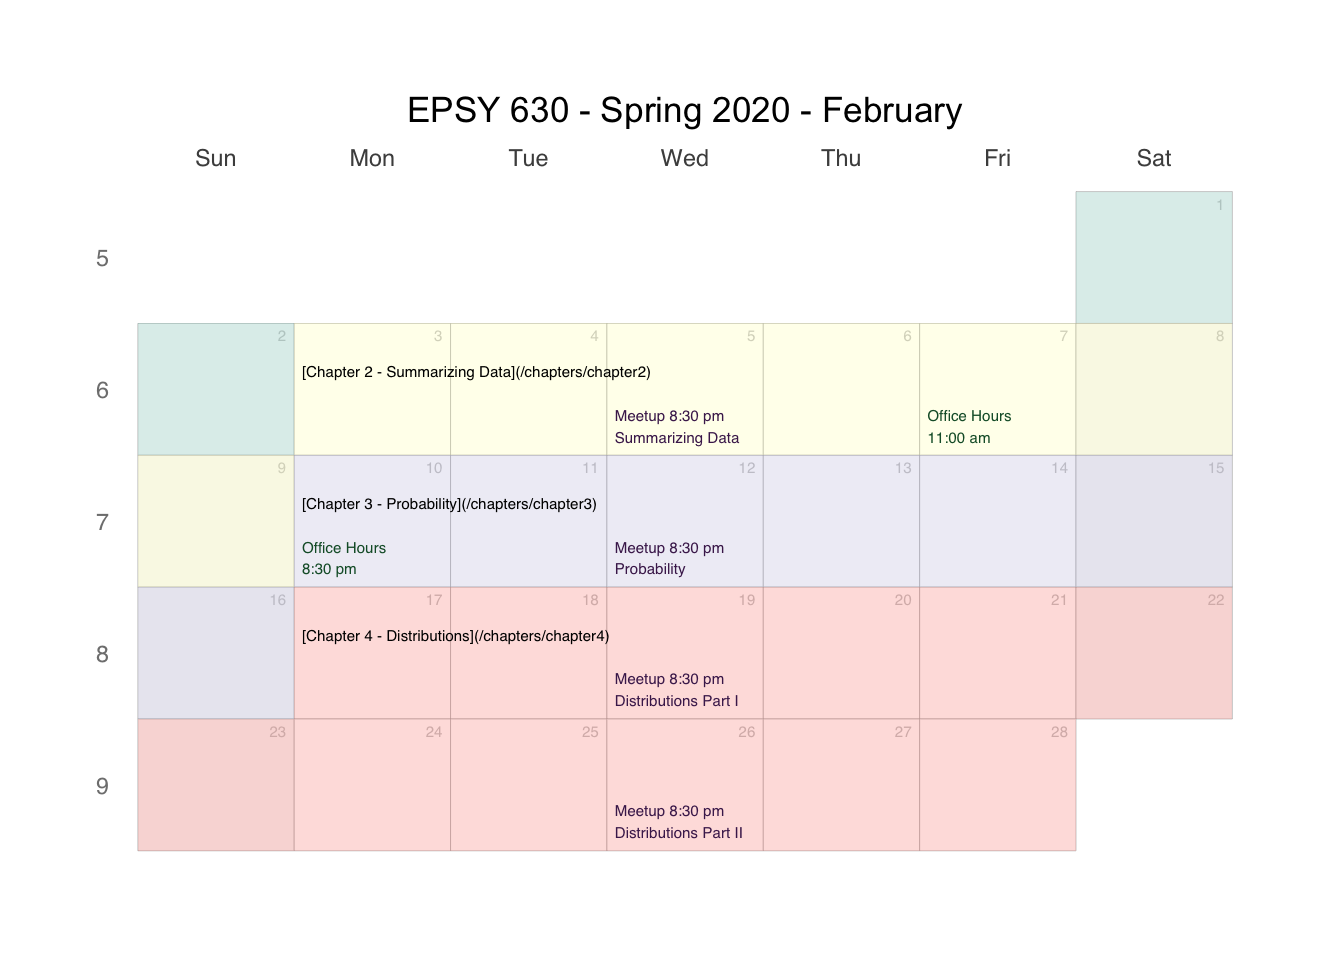 EPSY 630 - Spring 2020 - February
Sun Mon Tue Wed Thu Fri Sat
5
1
6
2 3 4 5 6 7 8
[Chapter 2 - Summarizing Data](/chapters/chapter2)
Meetup 8:30 pm
Summarizing Data
Office Hours
11:00 am
7
9 10 11 12 13 14 15
[Chapter 3 - Probability](/chapters/chapter3)
Office Hours
8:30 pm
Meetup 8:30 pm
Probability
8
16 17 18 19 20 21 22
[Chapter 4 - Distributions](/chapters/chapter4)
Meetup 8:30 pm
Distributions Part I
9
23 24 25 26 27 28
Meetup 8:30 pm
Distributions Part II